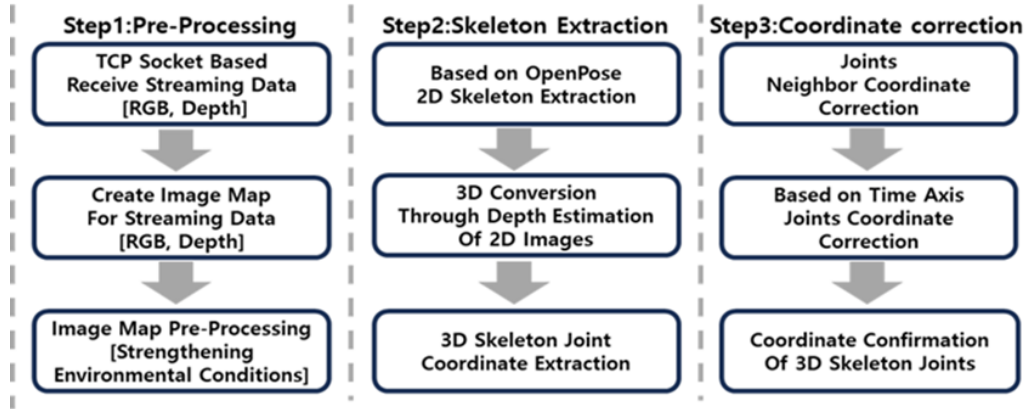 Step1:Pre-Processing
TCP Socket Based
Receive Streaming Data
[RGB, Depth]
Create Image Map
For Streaming Data
[RGB, Depth]
Image Map Pre-Processing
[Strengthening
Environmental Conditions]
Step2:Skeleton Extraction
Based on OpenPose
2D Skeleton Extraction
3D Conversion
Through Depth Estimation
Of 2D Images
3D Skeleton Joint
Coordinate Extraction
Step3:Coordinate correction
Joints
Neighbor Coordinate
Correction
Based on Time Axis
Joints Coordinate
Correction
Coordinate Confirmation
Of 3D Skeleton Joints